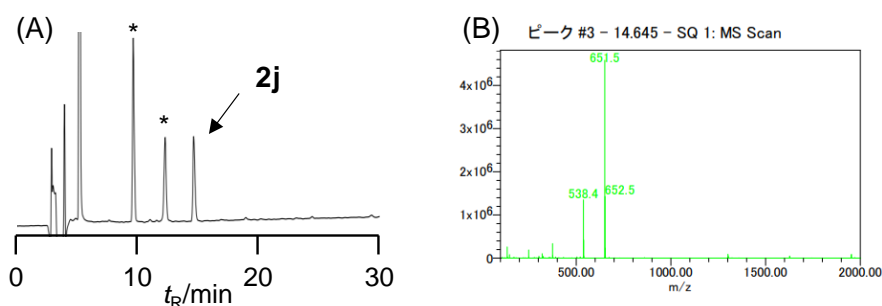 (A)
*
*
2j
0
10
20
30
tR/min
(B)
ピーク #3 - 14.645 - SQ 1: MS Scan
4x10⁶
3x10⁶
2x10⁶
1x10⁶
0
651.5
538.4
652.5
500.00
1000.00
1500.00
2000.00
m/z